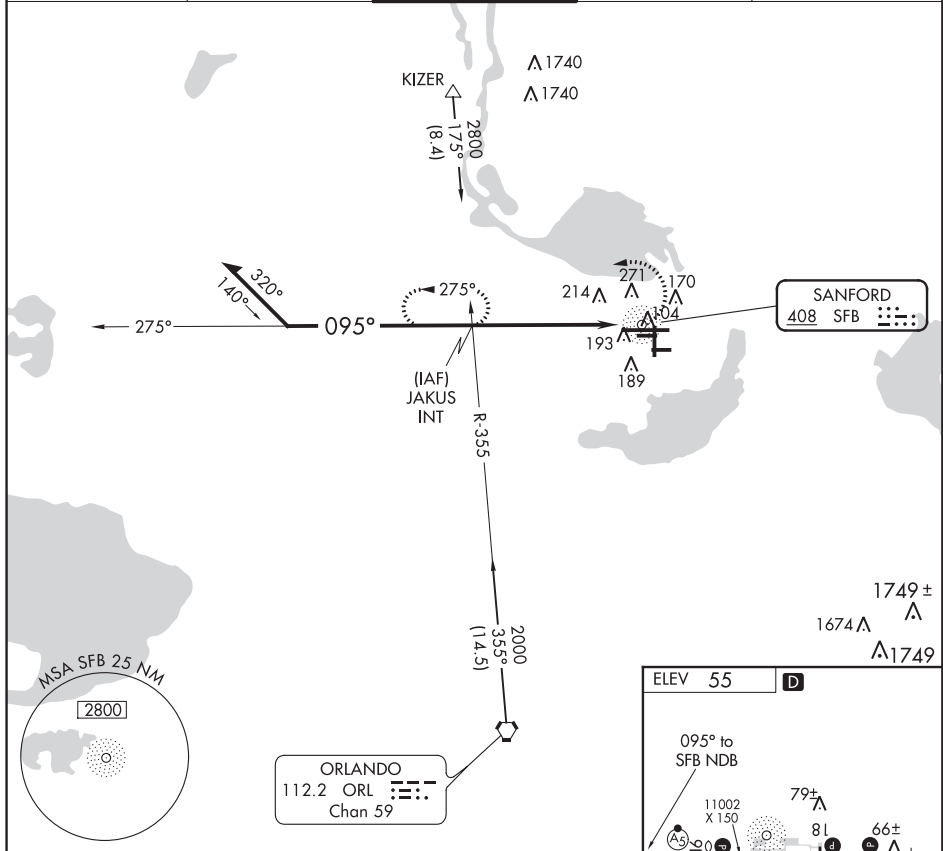 1740
1740
KIZER
2800
175°
(8.4)
320°
140°
275°
095°
275°
271
170
214
104
193
189
SANFORD
408 SFB
(IAF)
JAKUS
INT
R-355
2000
355°
(14.5)
1749 ±
1674
1749
MSA SFB 25 NM
2800
ORLANDO
112.2 ORL
Chan 59
ELEV 55 D
095° to
SFB NDB
11002
X 150
79±
18
66±
A5
P
P
P